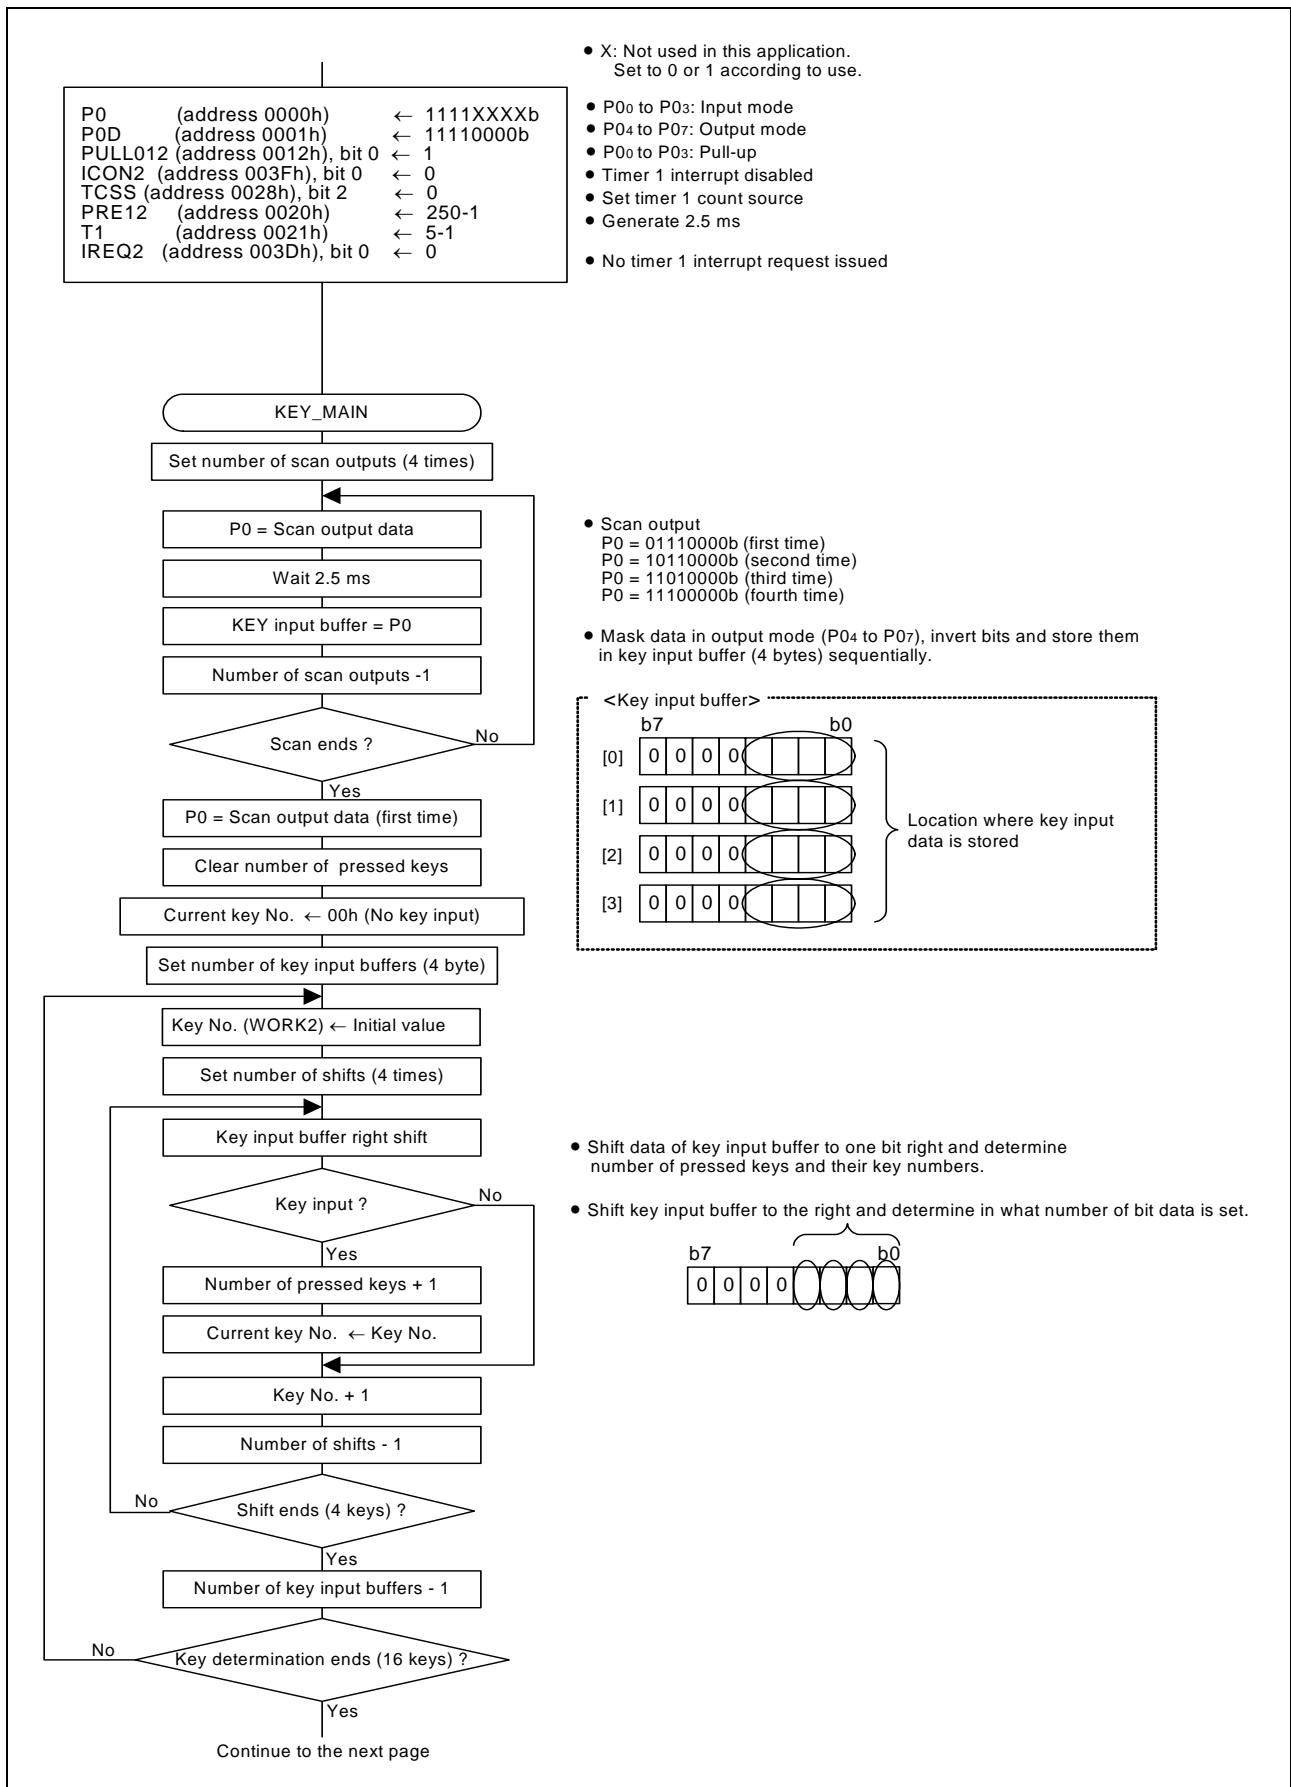 ● X: Not used in this application.
Set to 0 or 1 according to use.
P0 (address 0000h) ← 1111XXXXb
P0D (address 0001h) ← 11110000b
PULL012 (address 0012h), bit 0 ← 1
ICON2 (address 003Fh), bit 0 ← 0
TCSS (address 0028h), bit 2 ← 0
PRE12 (address 0020h) ← 250-1
T1 (address 0021h) ← 5-1
IREQ2 (address 003Dh), bit 0 ← 0
● P00 to P03: Input mode
● P04 to P07: Output mode
● P00 to P03: Pull-up
● Timer 1 interrupt disabled
● Set timer 1 count source
● Generate 2.5 ms
● No timer 1 interrupt request issued
KEY_MAIN
Set number of scan outputs (4 times)
P0 = Scan output data
Wait 2.5 ms
KEY input buffer = P0
Number of scan outputs -1
Scan ends ?
No
Yes
● Scan output
P0 = 01110000b (first time)
P0 = 10110000b (second time)
P0 = 11010000b (third time)
P0 = 11100000b (fourth time)
● Mask data in output mode (P04 to P07), invert bits and store them
in key input buffer (4 bytes) sequentially.
<Key input buffer>
b7 b0
[0] 0 0 0 0
[1] 0 0 0 0
[2] 0 0 0 0
[3] 0 0 0 0
Location where key input
data is stored
P0 = Scan output data (first time)
Clear number of pressed keys
Current key No. ← 00h (No key input)
Set number of key input buffers (4 byte)
Key No. (WORK2) ← Initial value
Set number of shifts (4 times)
Key input buffer right shift
Key input ?
No
Yes
● Shift data of key input buffer to one bit right and determine
number of pressed keys and their key numbers.
● Shift key input buffer to the right and determine in what number of bit data is set.
b7 b0
0 0 0 0
Number of pressed keys + 1
Current key No. ← Key No.
Key No. + 1
Number of shifts - 1
No
Shift ends (4 keys) ?
Yes
Number of key input buffers - 1
No
Key determination ends (16 keys) ?
Yes
Continue to the next page